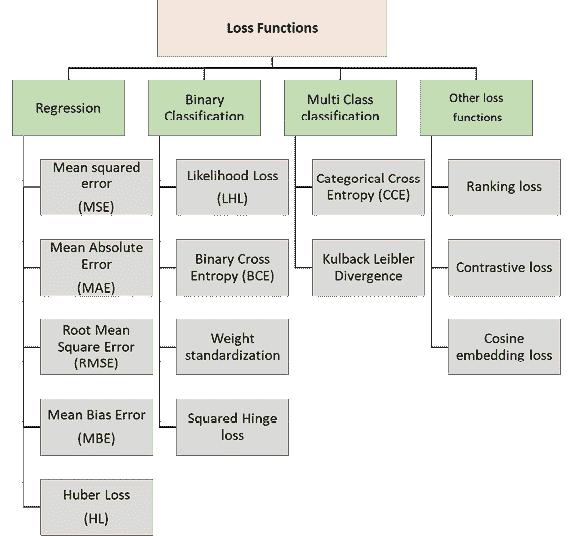 Loss Functions
Regression
Binary
Classification
Multi Class
classification
Other loss
functions
Mean squared
error
(MSE)
Mean Absolute
Error
(MAE)
Root Mean
Square Error
(RMSE)
Mean Bias Error
(MBE)
Huber Loss
(HL)
Likelihood Loss
(LHL)
Binary Cross
Entropy (BCE)
Weight
standardization
Squared Hinge
loss
Categorical Cross
Entropy (CCE)
Kulback Leibler
Divergence
Ranking loss
Contrastive loss
Cosine
embedding loss